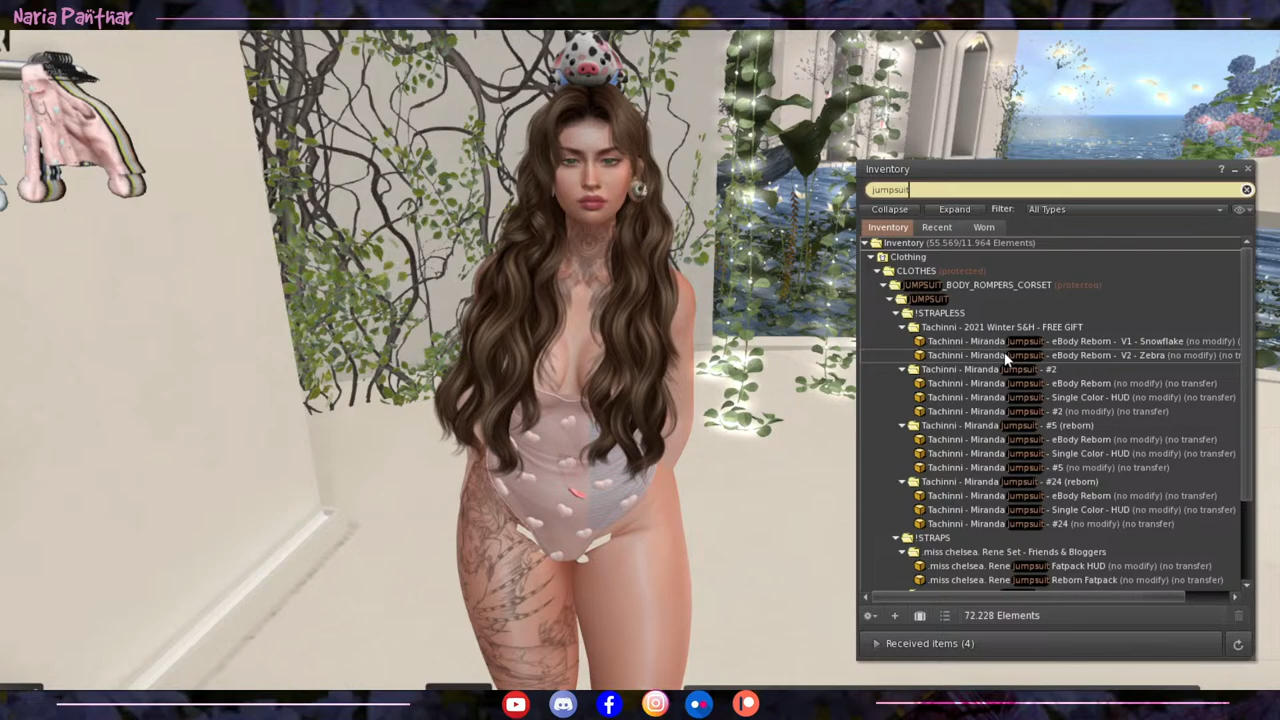 Naria Panthar
Inventory
? _ ×
jumpsuit
Collapse Expand Filter: All Types
Inventory Recent Worn
Inventory (55.569/11.964 Elements)
Clothing
CLOTHES (protected)
JUMPSUIT_BODY_ROMPERS_CORSET (protected)
JUMPSUIT
!STRAPLESS
Tachinni - 2021 Winter S&H - FREE GIFT
Tachinni - Miranda Jumpsuit - eBody Reborn - V1 - Snowflake (no modify) (
Tachinni - Miranda Jumpsuit - eBody Reborn - V2 - Zebra (no modify) (no tr
Tachinni - Miranda Jumpsuit - #2
Tachinni - Miranda Jumpsuit - eBody Reborn (no modify) (no transfer)
Tachinni - Miranda Jumpsuit - Single Color - HUD (no modify) (no transfer)
Tachinni - Miranda Jumpsuit - #2 (no modify) (no transfer)
Tachinni - Miranda Jumpsuit - #5 (reborn)
Tachinni - Miranda Jumpsuit - eBody Reborn (no modify) (no transfer)
Tachinni - Miranda Jumpsuit - Single Color - HUD (no modify) (no transfer)
Tachinni - Miranda Jumpsuit - #5 (no modify) (no transfer)
Tachinni - Miranda Jumpsuit - #24 (reborn)
Tachinni - Miranda Jumpsuit - eBody Reborn (no modify) (no transfer)
Tachinni - Miranda Jumpsuit - Single Color - HUD (no modify) (no transfer)
Tachinni - Miranda Jumpsuit - #24 (no modify) (no transfer)
!STRAPS
.miss chelsea. Rene Set - Friends & Bloggers
.miss chelsea. Rene Jumpsuit Fatpack HUD (no modify) (no transfer)
.miss chelsea. Rene Jumpsuit Reborn Fatpack (no modify) (no transfer)
72.228 Elements
Received items (4)